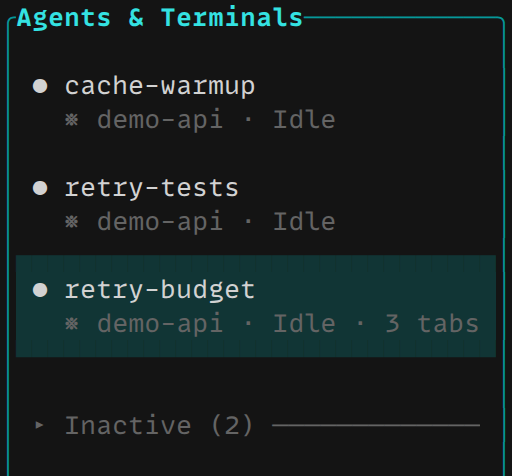 Agents & Terminals
● cache-warmup
※ demo-api · Idle
● retry-tests
※ demo-api · Idle
● retry-budget
※ demo-api · Idle · 3 tabs
▸ Inactive (2)